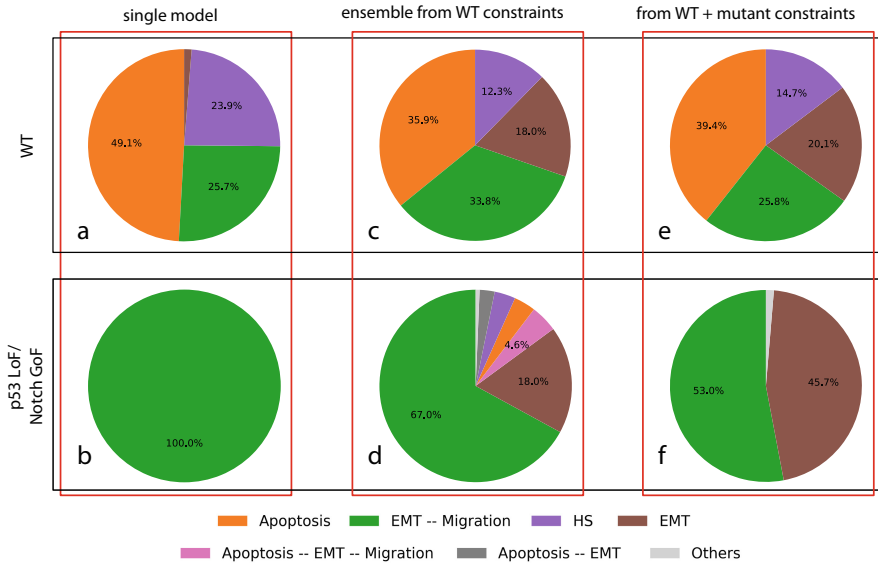 single model
ensemble from WT constraints
from WT + mutant constraints
WT
49.1%
23.9%
25.7%
a
35.9%
12.3%
18.0%
33.8%
c
39.4%
14.7%
20.1%
25.8%
e
p53 LoF/
Notch GoF
100.0%
b
4.6%
18.0%
67.0%
d
53.0%
45.7%
f
Apoptosis
EMT -- Migration
HS
EMT
Apoptosis -- EMT -- Migration
Apoptosis -- EMT
Others